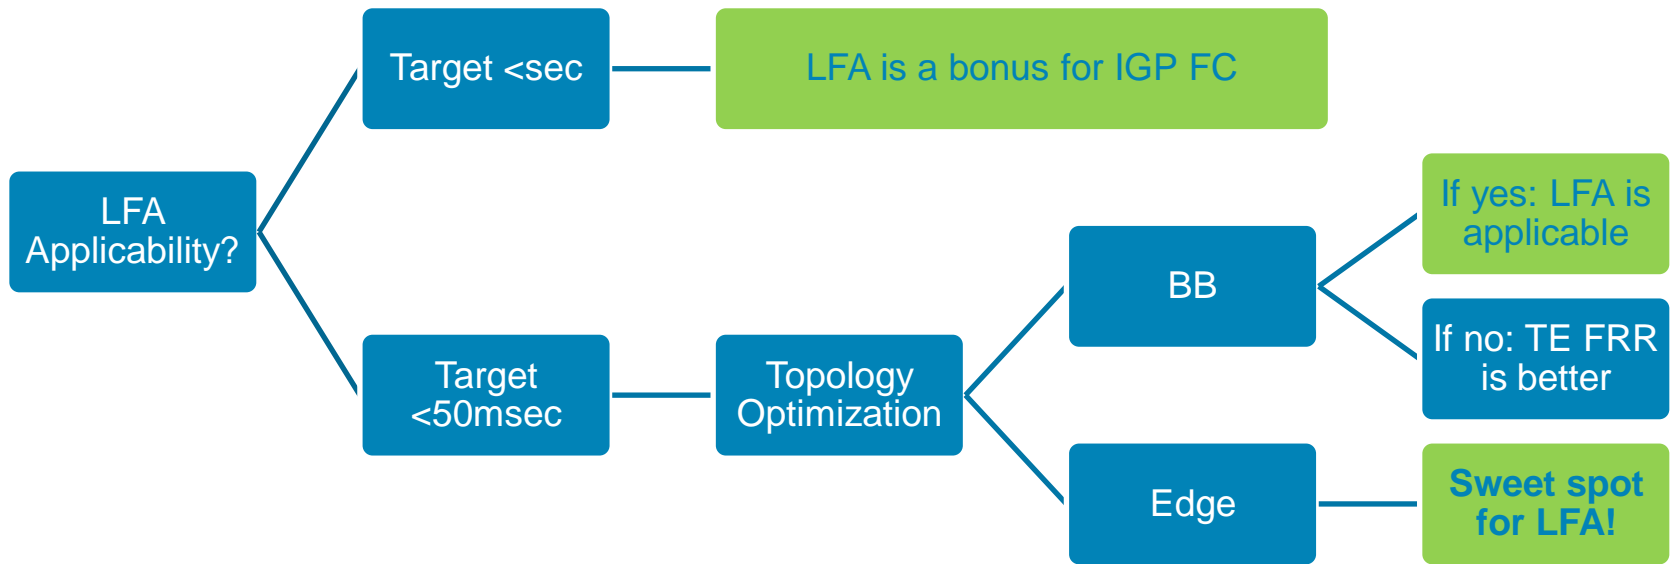 Target <sec
LFA is a bonus for IGP FC
LFA
Applicability?
If yes: LFA is
applicable
BB
If no: TE FRR
is better
Target
<50msec
Topology
Optimization
Edge
Sweet spot
for LFA!